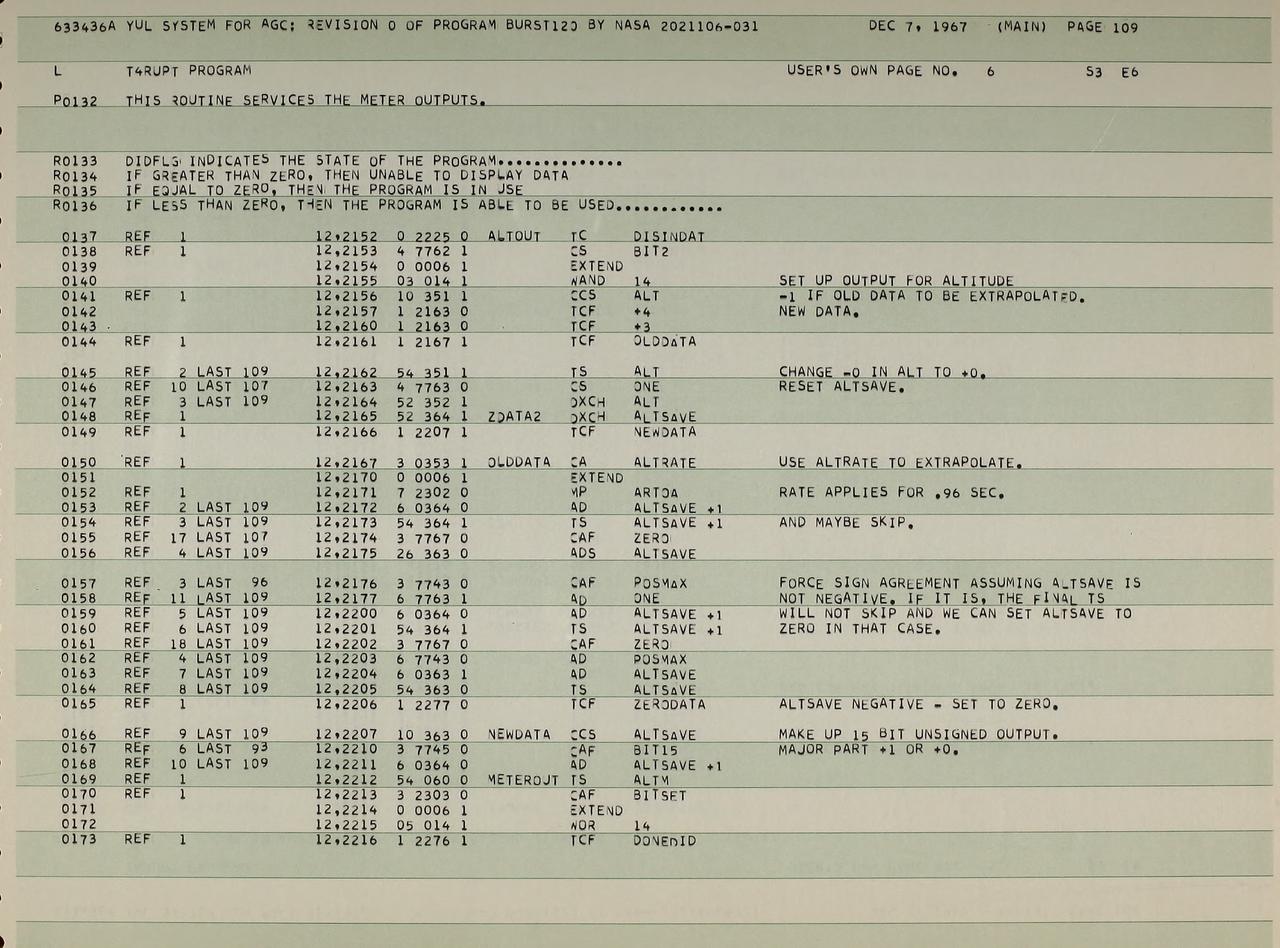 633436A YUL SYSTEM FOR AGC; REVISION 0 OF PROGRAM BURST120 BY NASA 2021106-031 DEC 7, 1967 (MAIN) PAGE 109
L T4RUPT PROGRAM USER'S OWN PAGE NO. 6 S3 E6
P0132 THIS ROUTINE SERVICES THE METER OUTPUTS.
R0133 DIDFLG INDICATES THE STATE OF THE PROGRAM..............
R0134 IF GREATER THAN ZERO, THEN UNABLE TO DISPLAY DATA
R0135 IF EQUAL TO ZERO, THEN THE PROGRAM IS IN USE
R0136 IF LESS THAN ZERO, THEN THE PROGRAM IS ABLE TO BE USED............
0137 REF 1 12,2152 0 2225 0 ALTOUT TC DISINDAT
0138 REF 1 12,2153 4 7762 1 CS BIT2
0139 12,2154 0 0006 1 EXTEND
0140 12,2155 03 014 1 WAND 14 SET UP OUTPUT FOR ALTITUDE
0141 REF 1 12,2156 10 351 1 CCS ALT -1 IF OLD DATA TO BE EXTRAPOLATED.
0142 12,2157 1 2163 0 TCF +4 NEW DATA.
0143 12,2160 1 2163 0 TCF +3
0144 REF 1 12,2161 1 2167 1 TCF OLDDATA
0145 REF 2 LAST 109 12,2162 54 351 1 TS ALT CHANGE -0 IN ALT TO +0.
0146 REF 10 LAST 107 12,2163 4 7763 0 CS ONE RESET ALTSAVE.
0147 REF 3 LAST 109 12,2164 52 352 1 DXCH ALT
0148 REF 1 12,2165 52 364 1 ZDATA2 DXCH ALTSAVE
0149 REF 1 12,2166 1 2207 1 TCF NEWDATA
0150 REF 1 12,2167 3 0353 1 OLDDATA CA ALTRATE USE ALTRATE TO EXTRAPOLATE.
0151 12,2170 0 0006 1 EXTEND
0152 REF 1 12,2171 7 2302 0 MP ARTOA RATE APPLIES FOR .96 SEC.
0153 REF 2 LAST 109 12,2172 6 0364 0 AD ALTSAVE +1
0154 REF 3 LAST 109 12,2173 54 364 1 TS ALTSAVE +1 AND MAYBE SKIP.
0155 REF 17 LAST 107 12,2174 3 7767 0 CAF ZERO
0156 REF 4 LAST 109 12,2175 26 363 0 ADS ALTSAVE
0157 REF 3 LAST 96 12,2176 3 7743 0 CAF POSMAX FORCE SIGN AGREEMENT ASSUMING ALTSAVE IS
0158 REF 11 LAST 109 12,2177 6 7763 1 AD ONE NOT NEGATIVE. IF IT IS, THE FINAL TS
0159 REF 5 LAST 109 12,2200 6 0364 0 AD ALTSAVE +1 WILL NOT SKIP AND WE CAN SET ALTSAVE TO
0160 REF 6 LAST 109 12,2201 54 364 1 TS ALTSAVE +1 ZERO IN THAT CASE.
0161 REF 18 LAST 109 12,2202 3 7767 0 CAF ZERO
0162 REF 4 LAST 109 12,2203 6 7743 0 AD POSMAX
0163 REF 7 LAST 109 12,2204 6 0363 1 AD ALTSAVE
0164 REF 8 LAST 109 12,2205 54 363 0 TS ALTSAVE
0165 REF 1 12,2206 1 2277 0 TCF ZERODATA ALTSAVE NEGATIVE - SET TO ZERO.
0166 REF 9 LAST 109 12,2207 10 363 0 NEWDATA CCS ALTSAVE MAKE UP 15 BIT UNSIGNED OUTPUT.
0167 REF 6 LAST 93 12,2210 3 7745 0 CAF BIT15 MAJOR PART +1 OR +0.
0168 REF 10 LAST 109 12,2211 6 0364 0 AD ALTSAVE +1
0169 REF 1 12,2212 54 060 0 METEROUT TS ALTM
0170 REF 1 12,2213 3 2303 0 CAF BITSET
0171 12,2214 0 0006 1 EXTEND
0172 12,2215 05 014 1 WOR 14
0173 REF 1 12,2216 1 2276 1 TCF DONEDID